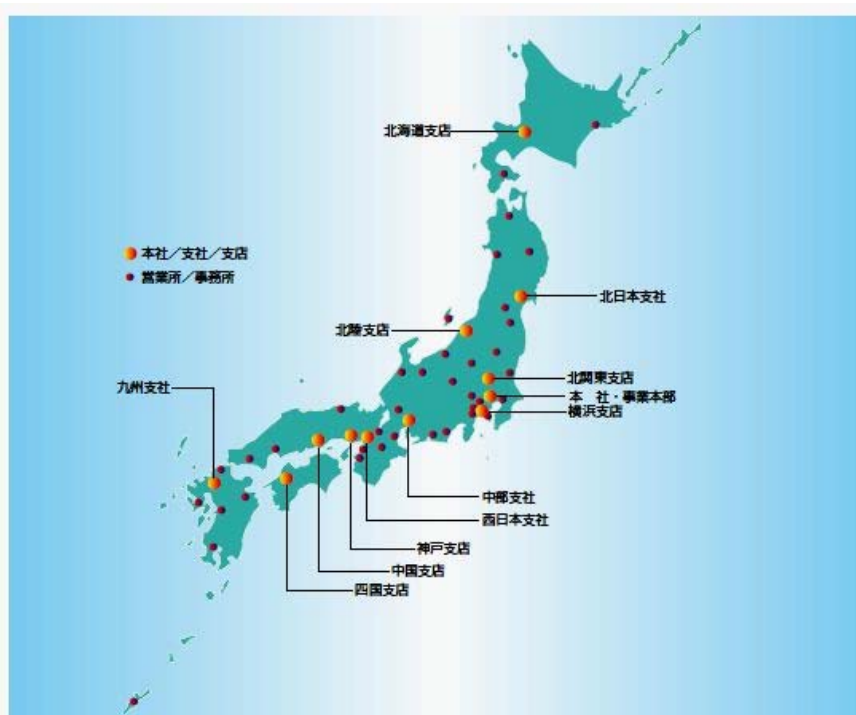 北海道支店
本社／支社／支店
営業所／事務所
北日本支社
北陸支店
北関東支店
九州支社
本　社・事業本部
横浜支店
中部支社
西日本支社
神戸支店
中国支店
四国支店